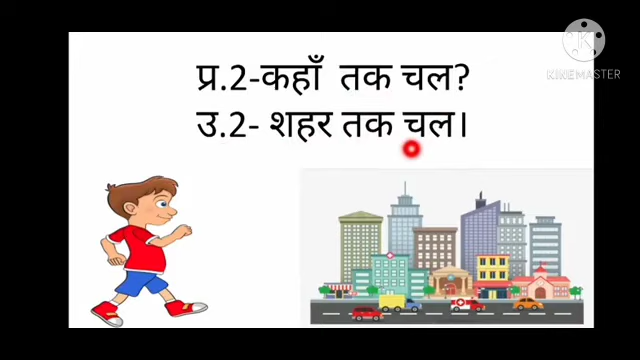 प्र.2-कहाँ तक चल?
उ.2- शहर तक चल।
KINEMASTER